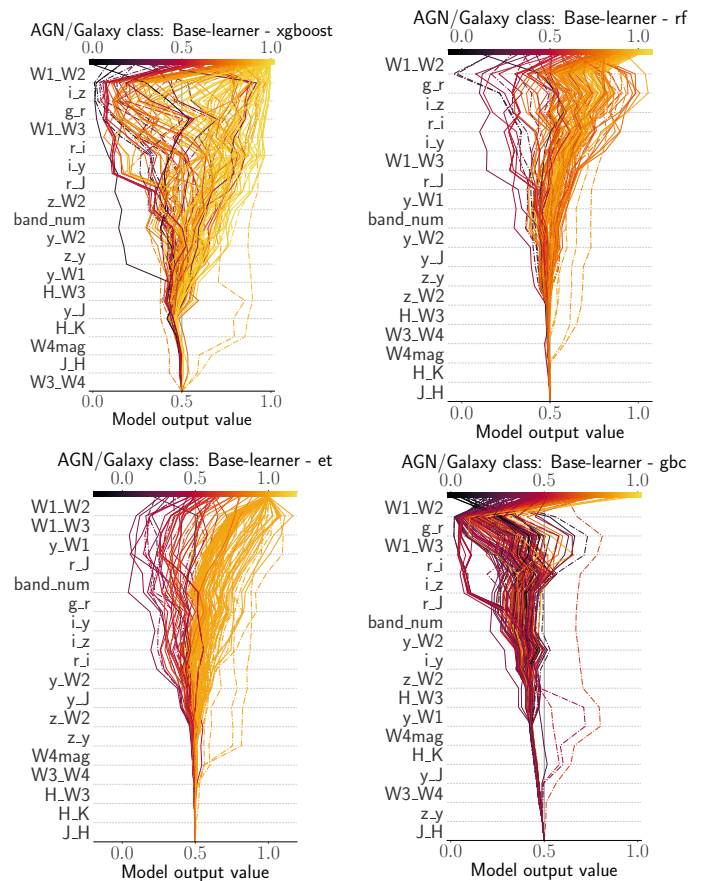 AGN/Galaxy class: Base-learner - xgboost
0.0 0.5 1.0
W1_W2
i_z
g_r
W1_W3
r_i
i_y
r_J
z_W2
band_num
y_W2
z_y
y_W1
H_W3
y_J
H_K
W4mag
J_H
W3_W4
0.0 0.5 1.0
Model output value
AGN/Galaxy class: Base-learner - rf
0.0 0.5 1.0
W1_W2
g_r
i_z
r_i
i_y
W1_W3
r_J
y_W1
band_num
y_W2
y_J
z_y
z_W2
H_W3
W3_W4
W4mag
H_K
J_H
0.0 0.5 1.0
Model output value
AGN/Galaxy class: Base-learner - et
0.0 0.5 1.0
W1_W2
W1_W3
y_W1
r_J
band_num
g_r
i_y
i_z
r_i
y_W2
y_J
z_W2
z_y
W4mag
W3_W4
H_W3
H_K
J_H
0.0 0.5 1.0
Model output value
AGN/Galaxy class: Base-learner - gbc
0.0 0.5 1.0
W1_W2
g_r
W1_W3
r_i
i_z
r_J
band_num
y_W2
i_y
z_W2
H_W3
y_W1
W4mag
H_K
y_J
W3_W4
z_y
J_H
0.0 0.5 1.0
Model output value